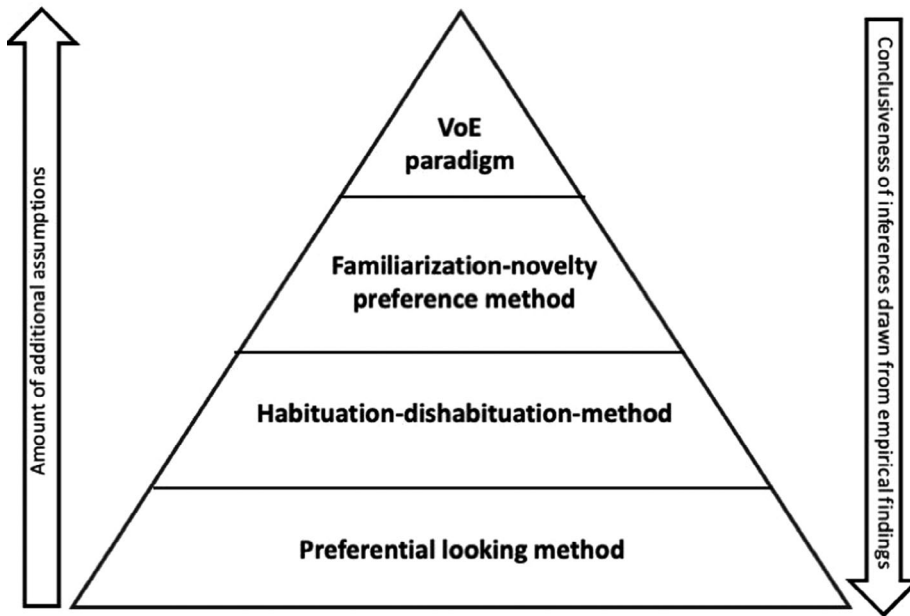 Amount of additional assumptions
VoE
paradigm
Familiarization-novelty
preference method
Habituation-dishabituation-method
Preferential looking method
Conclusiveness of inferences drawn from empirical findings